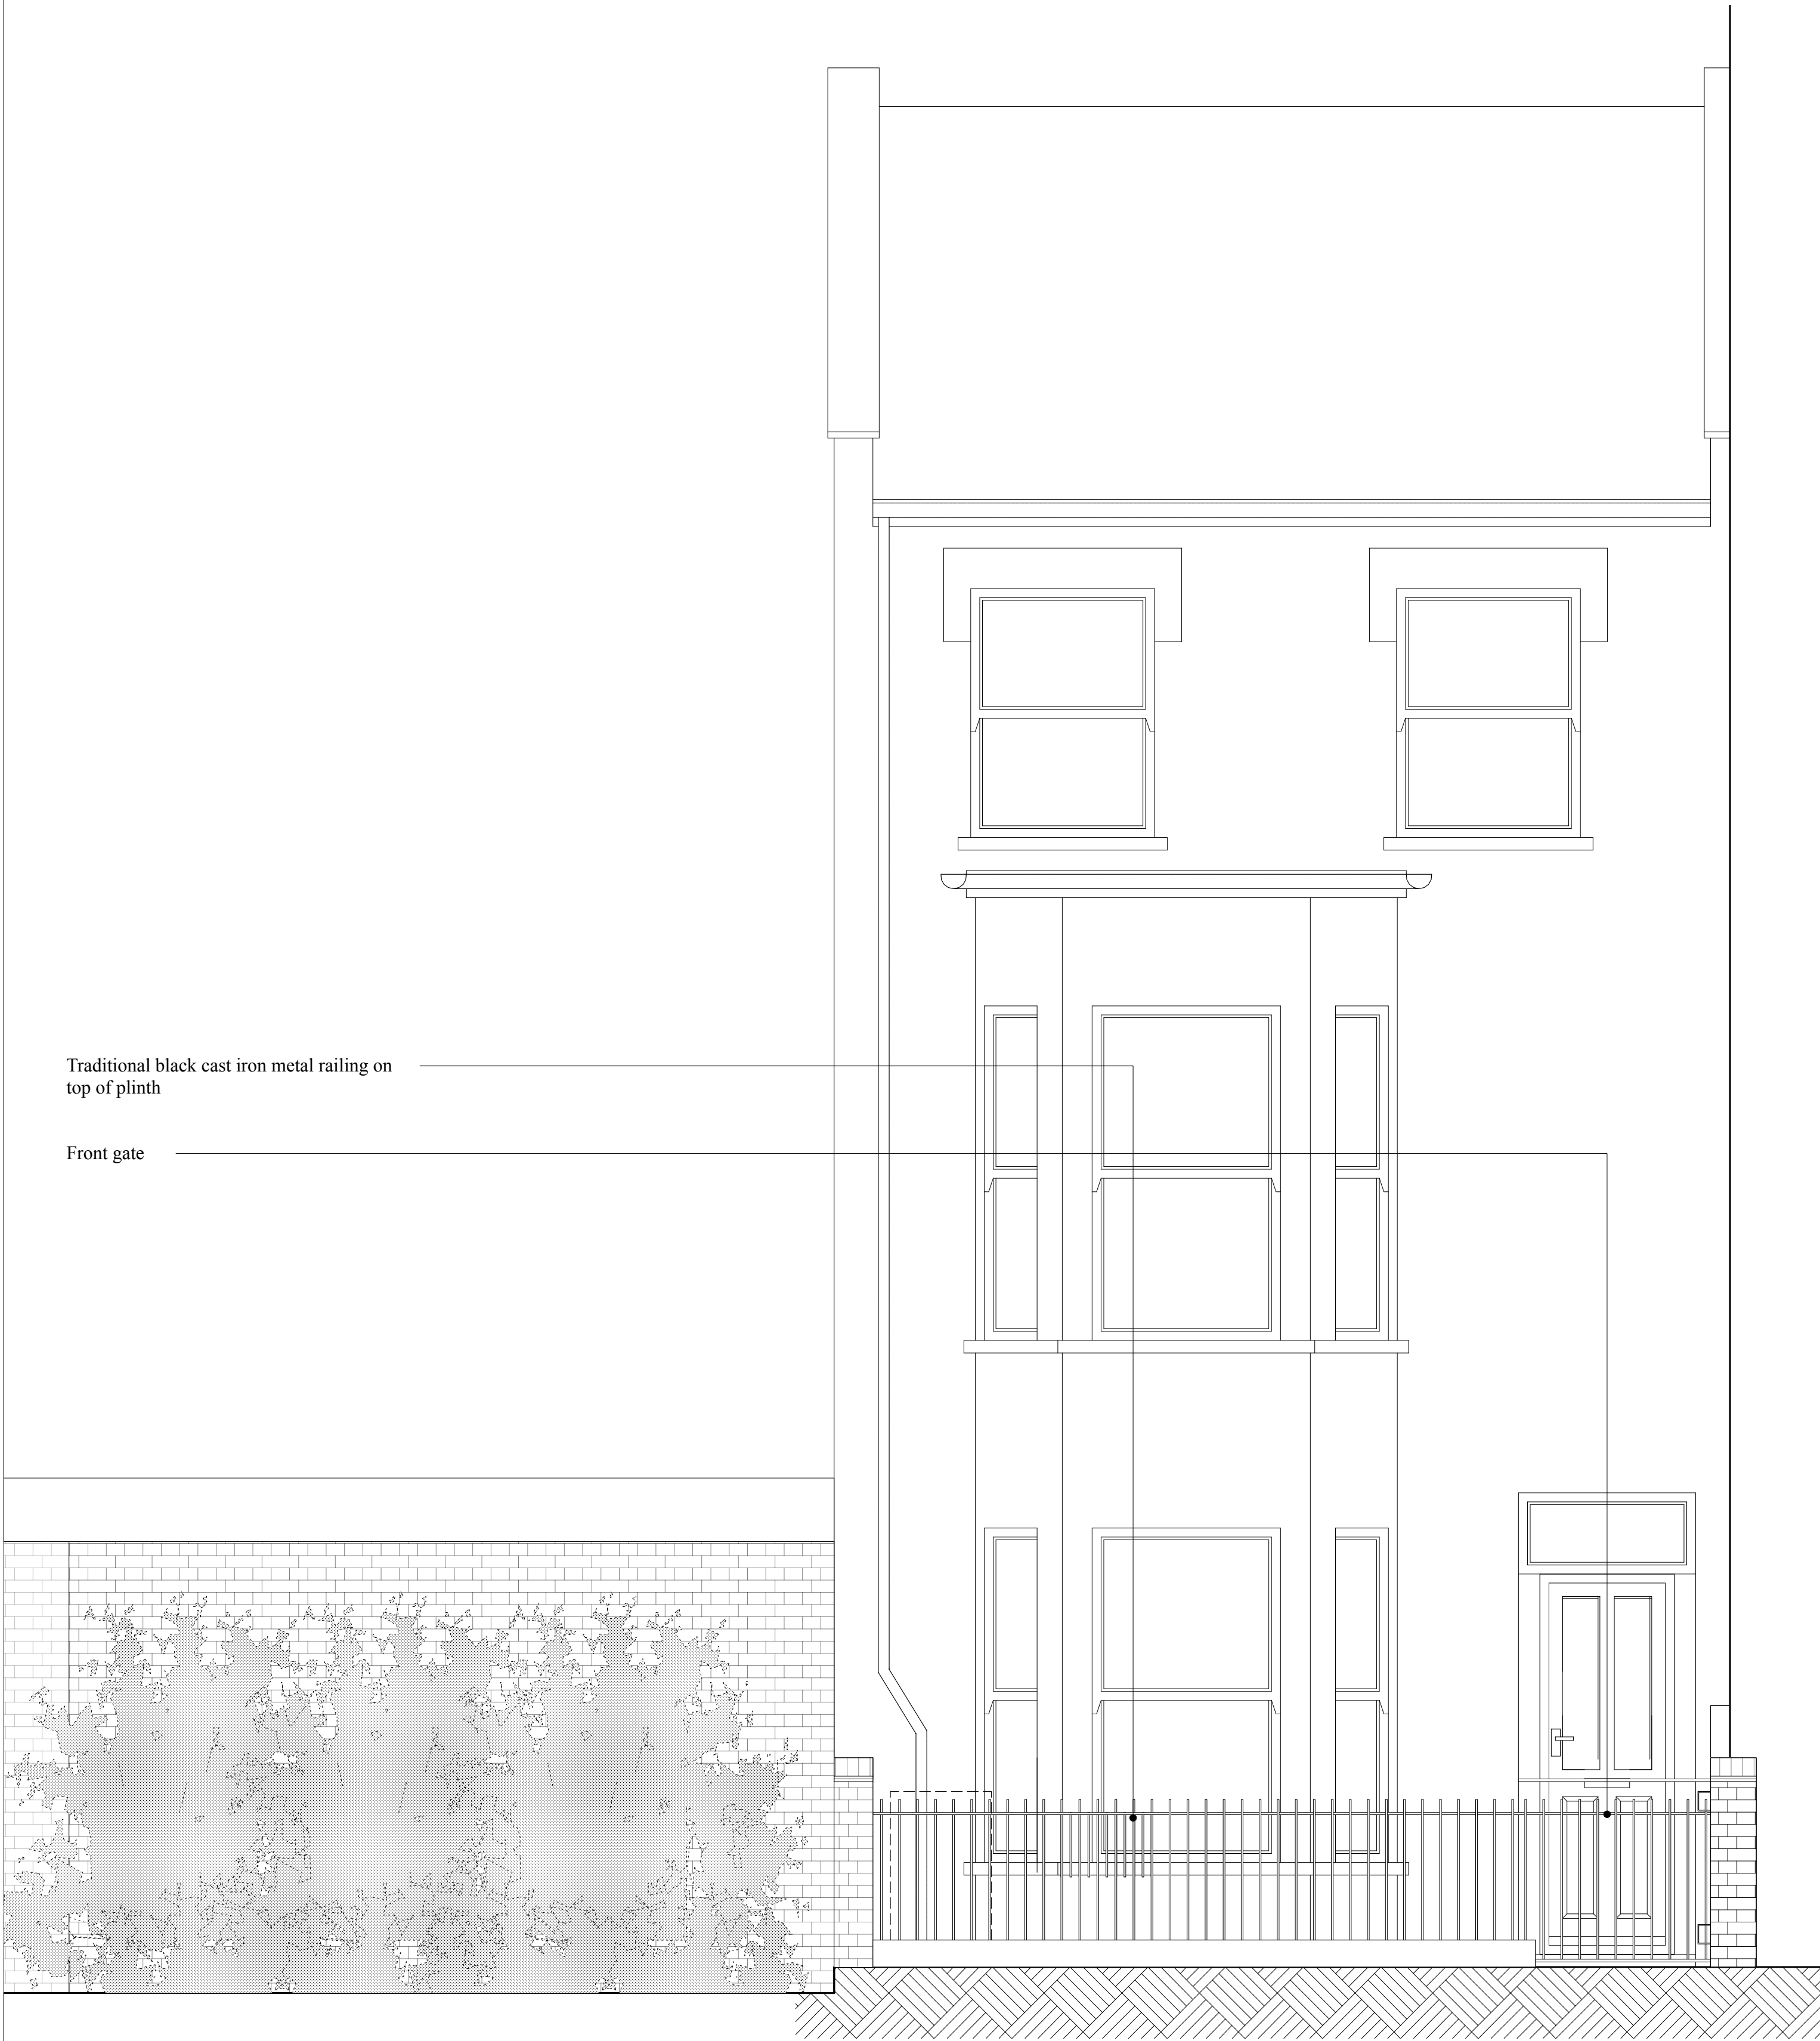 Traditional black cast iron metal railing on
top of plinth
Front gate